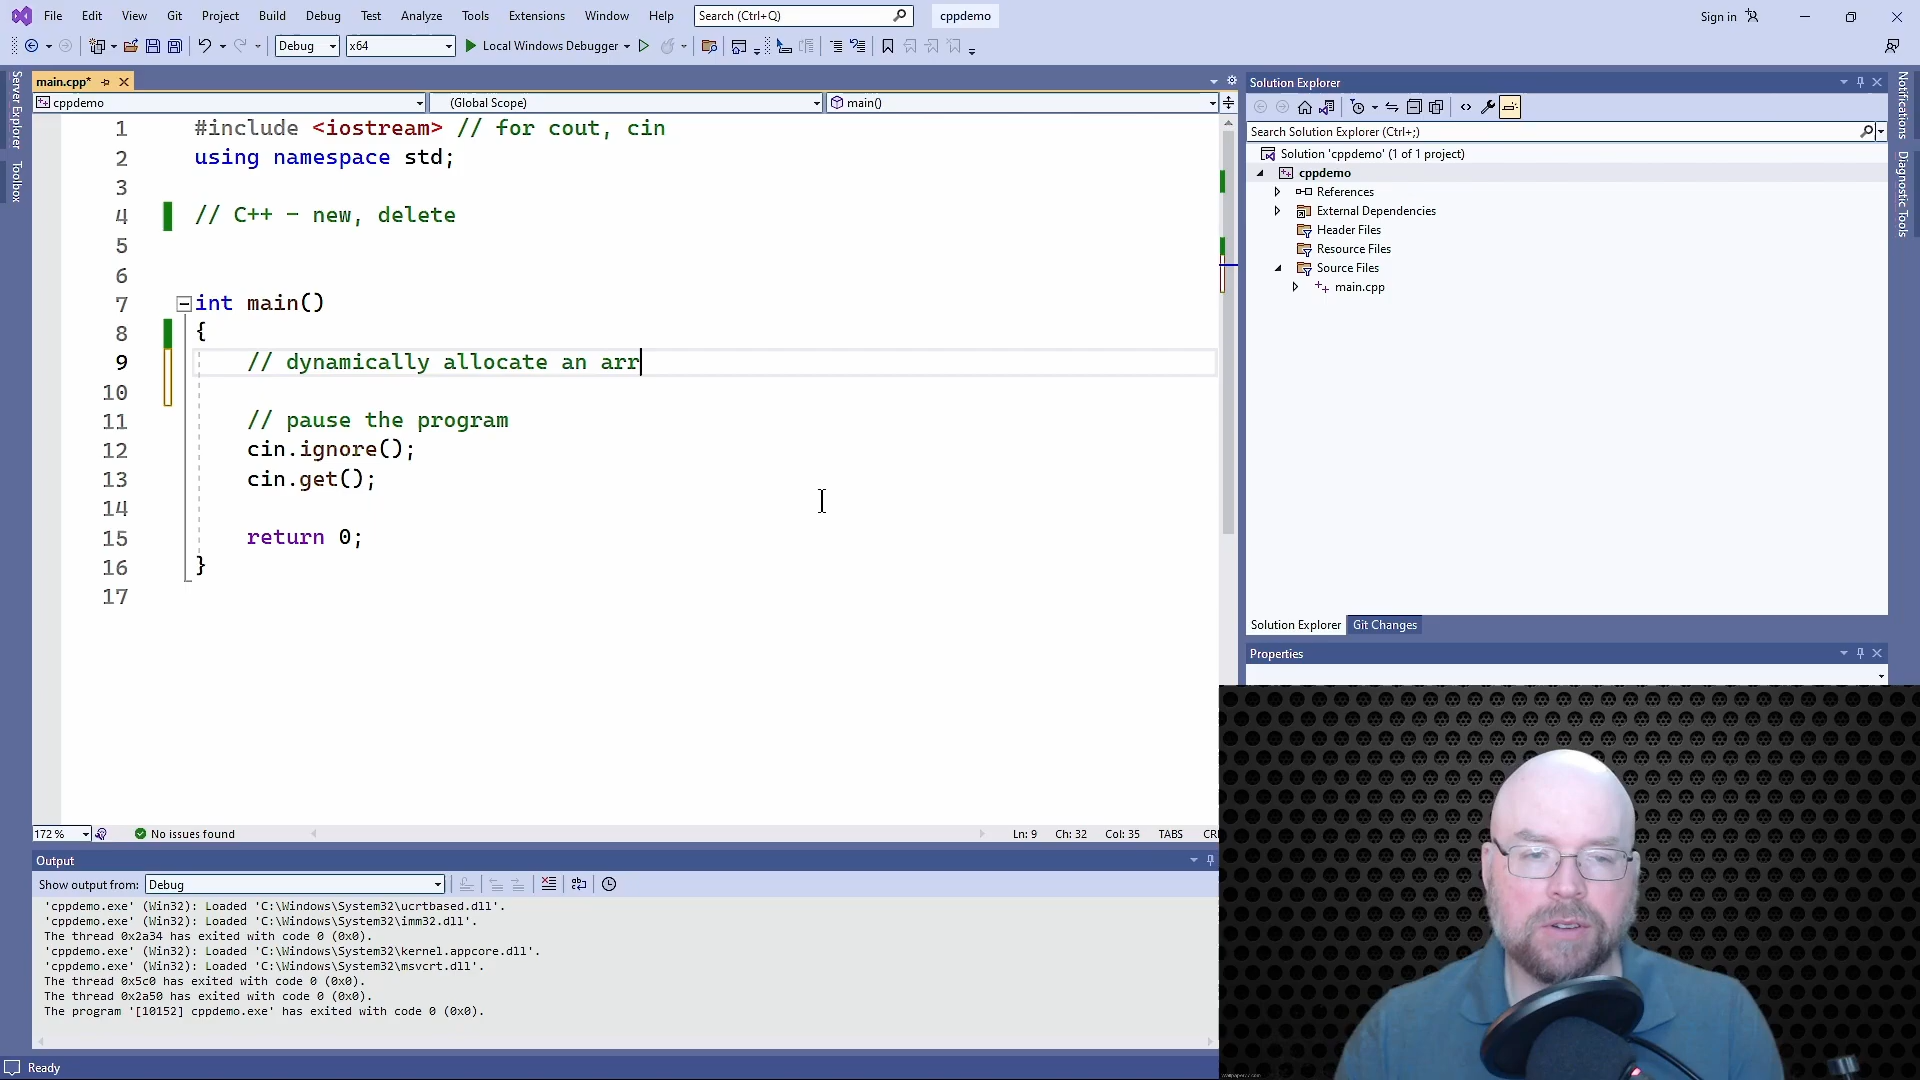 File Edit View Git Project Build Debug Test Analyze Tools Extensions Window Help Search (Ctrl+Q) cppdemo Sign in
Debug x64 Local Windows Debugger
main.cpp*
cppdemo (Global Scope) main()
1 #include <iostream> // for cout, cin
2 using namespace std;
3
4 // C++ - new, delete
5
6
7 int main()
8 {
9 // dynamically allocate an arr
10
11 // pause the program
12 cin.ignore();
13 cin.get();
14
15 return 0;
16 }
17
172 % No issues found Ln: 9 Ch: 32 Col: 35 TABS CR
Output
Show output from: Debug
'cppdemo.exe' (Win32): Loaded 'C:\Windows\System32\ucrtbased.dll'.
'cppdemo.exe' (Win32): Loaded 'C:\Windows\System32\imm32.dll'.
The thread 0x2a34 has exited with code 0 (0x0).
'cppdemo.exe' (Win32): Loaded 'C:\Windows\System32\kernel.appcore.dll'.
'cppdemo.exe' (Win32): Loaded 'C:\Windows\System32\msvcrt.dll'.
The thread 0x5c0 has exited with code 0 (0x0).
The thread 0x2a50 has exited with code 0 (0x0).
The program '[10152] cppdemo.exe' has exited with code 0 (0x0).
Ready
Server Explorer
Toolbox
Solution Explorer
Search Solution Explorer (Ctrl+;)
Solution 'cppdemo' (1 of 1 project)
cppdemo
References
External Dependencies
Header Files
Resource Files
Source Files
main.cpp
Solution Explorer Git Changes
Properties
Notifications
Diagnostic Tools